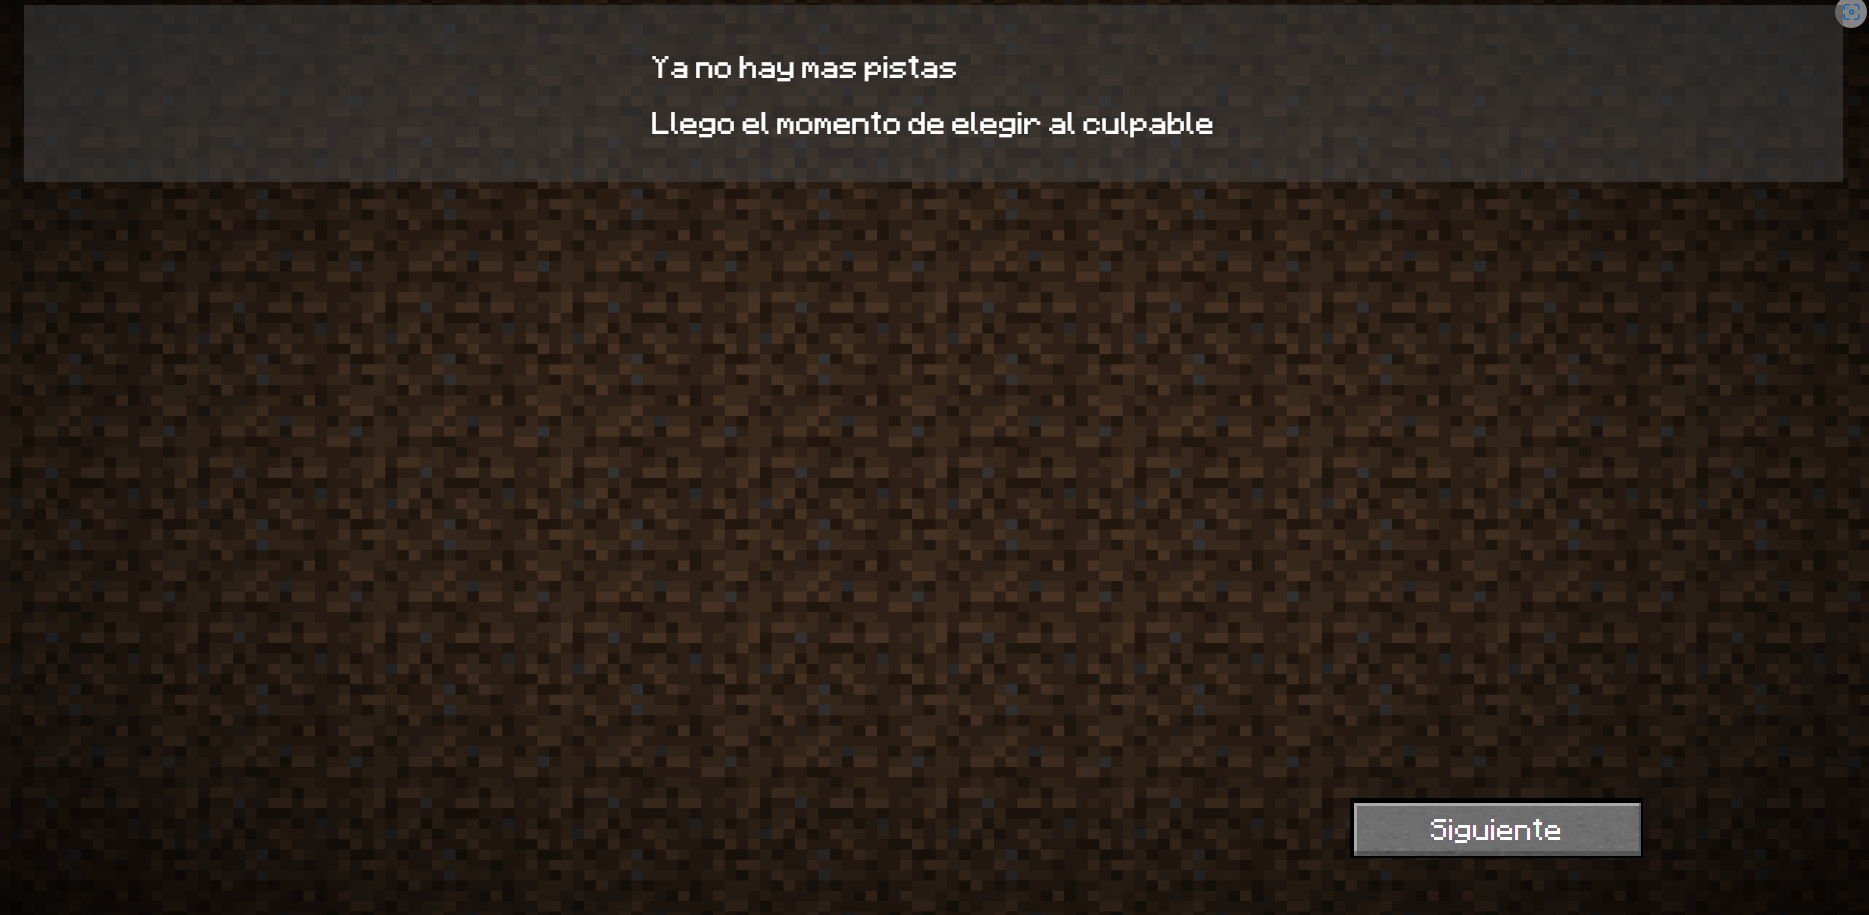 Ya no hay mas pistas
Llego el momento de elegir al culpable
Siguiente